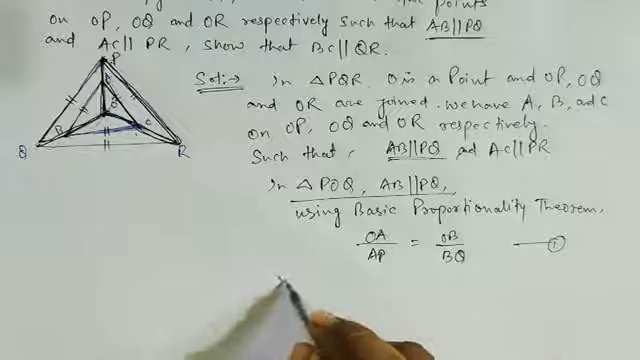 on OP, OQ and OR respectively such that AB||PQ
and AC|| PR, show that BC||QR.
P
A
O
B
C
Q
R
Sol:→ In △PQR. O is a Point and OP, OQ
and OR are joined. we have A, B, and C
on OP, OQ and OR respectively.
Such that, AB||PQ and AC||PR
In △POQ, AB||PQ,
using Basic Proportionality Theorem,
OA/AP = OB/BQ —①